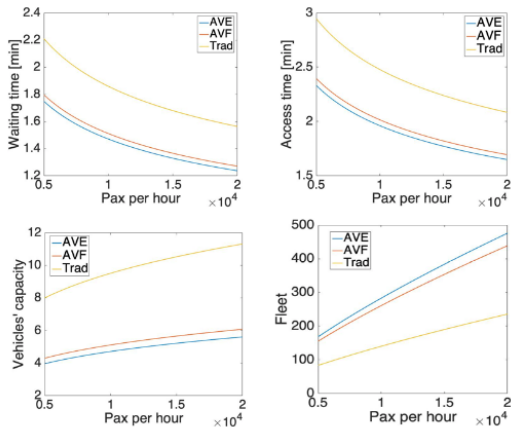 2.4
2.2
2
1.8
1.6
1.4
1.2
Waiting time [min]
AVE
AVF
Trad
0.5
1
1.5
2
Pax per hour
×10⁴
3
2.5
2
1.5
Access time [min]
AVE
AVF
Trad
0.5
1
1.5
2
Pax per hour
×10⁴
12
10
8
6
4
2
Vehicles' capacity
AVE
AVF
Trad
0.5
1
1.5
2
Pax per hour
×10⁴
500
400
300
200
100
0
Fleet
AVE
AVF
Trad
0.5
1
1.5
2
Pax per hour
×10⁴